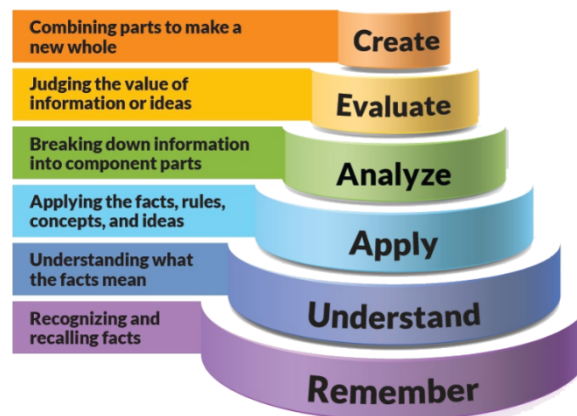 Combining parts to make a
new whole
Create
Judging the value of
information or ideas
Evaluate
Breaking down information
into component parts
Analyze
Applying the facts, rules,
concepts, and ideas
Apply
Understanding what
the facts mean
Understand
Recognizing and
recalling facts
Remember